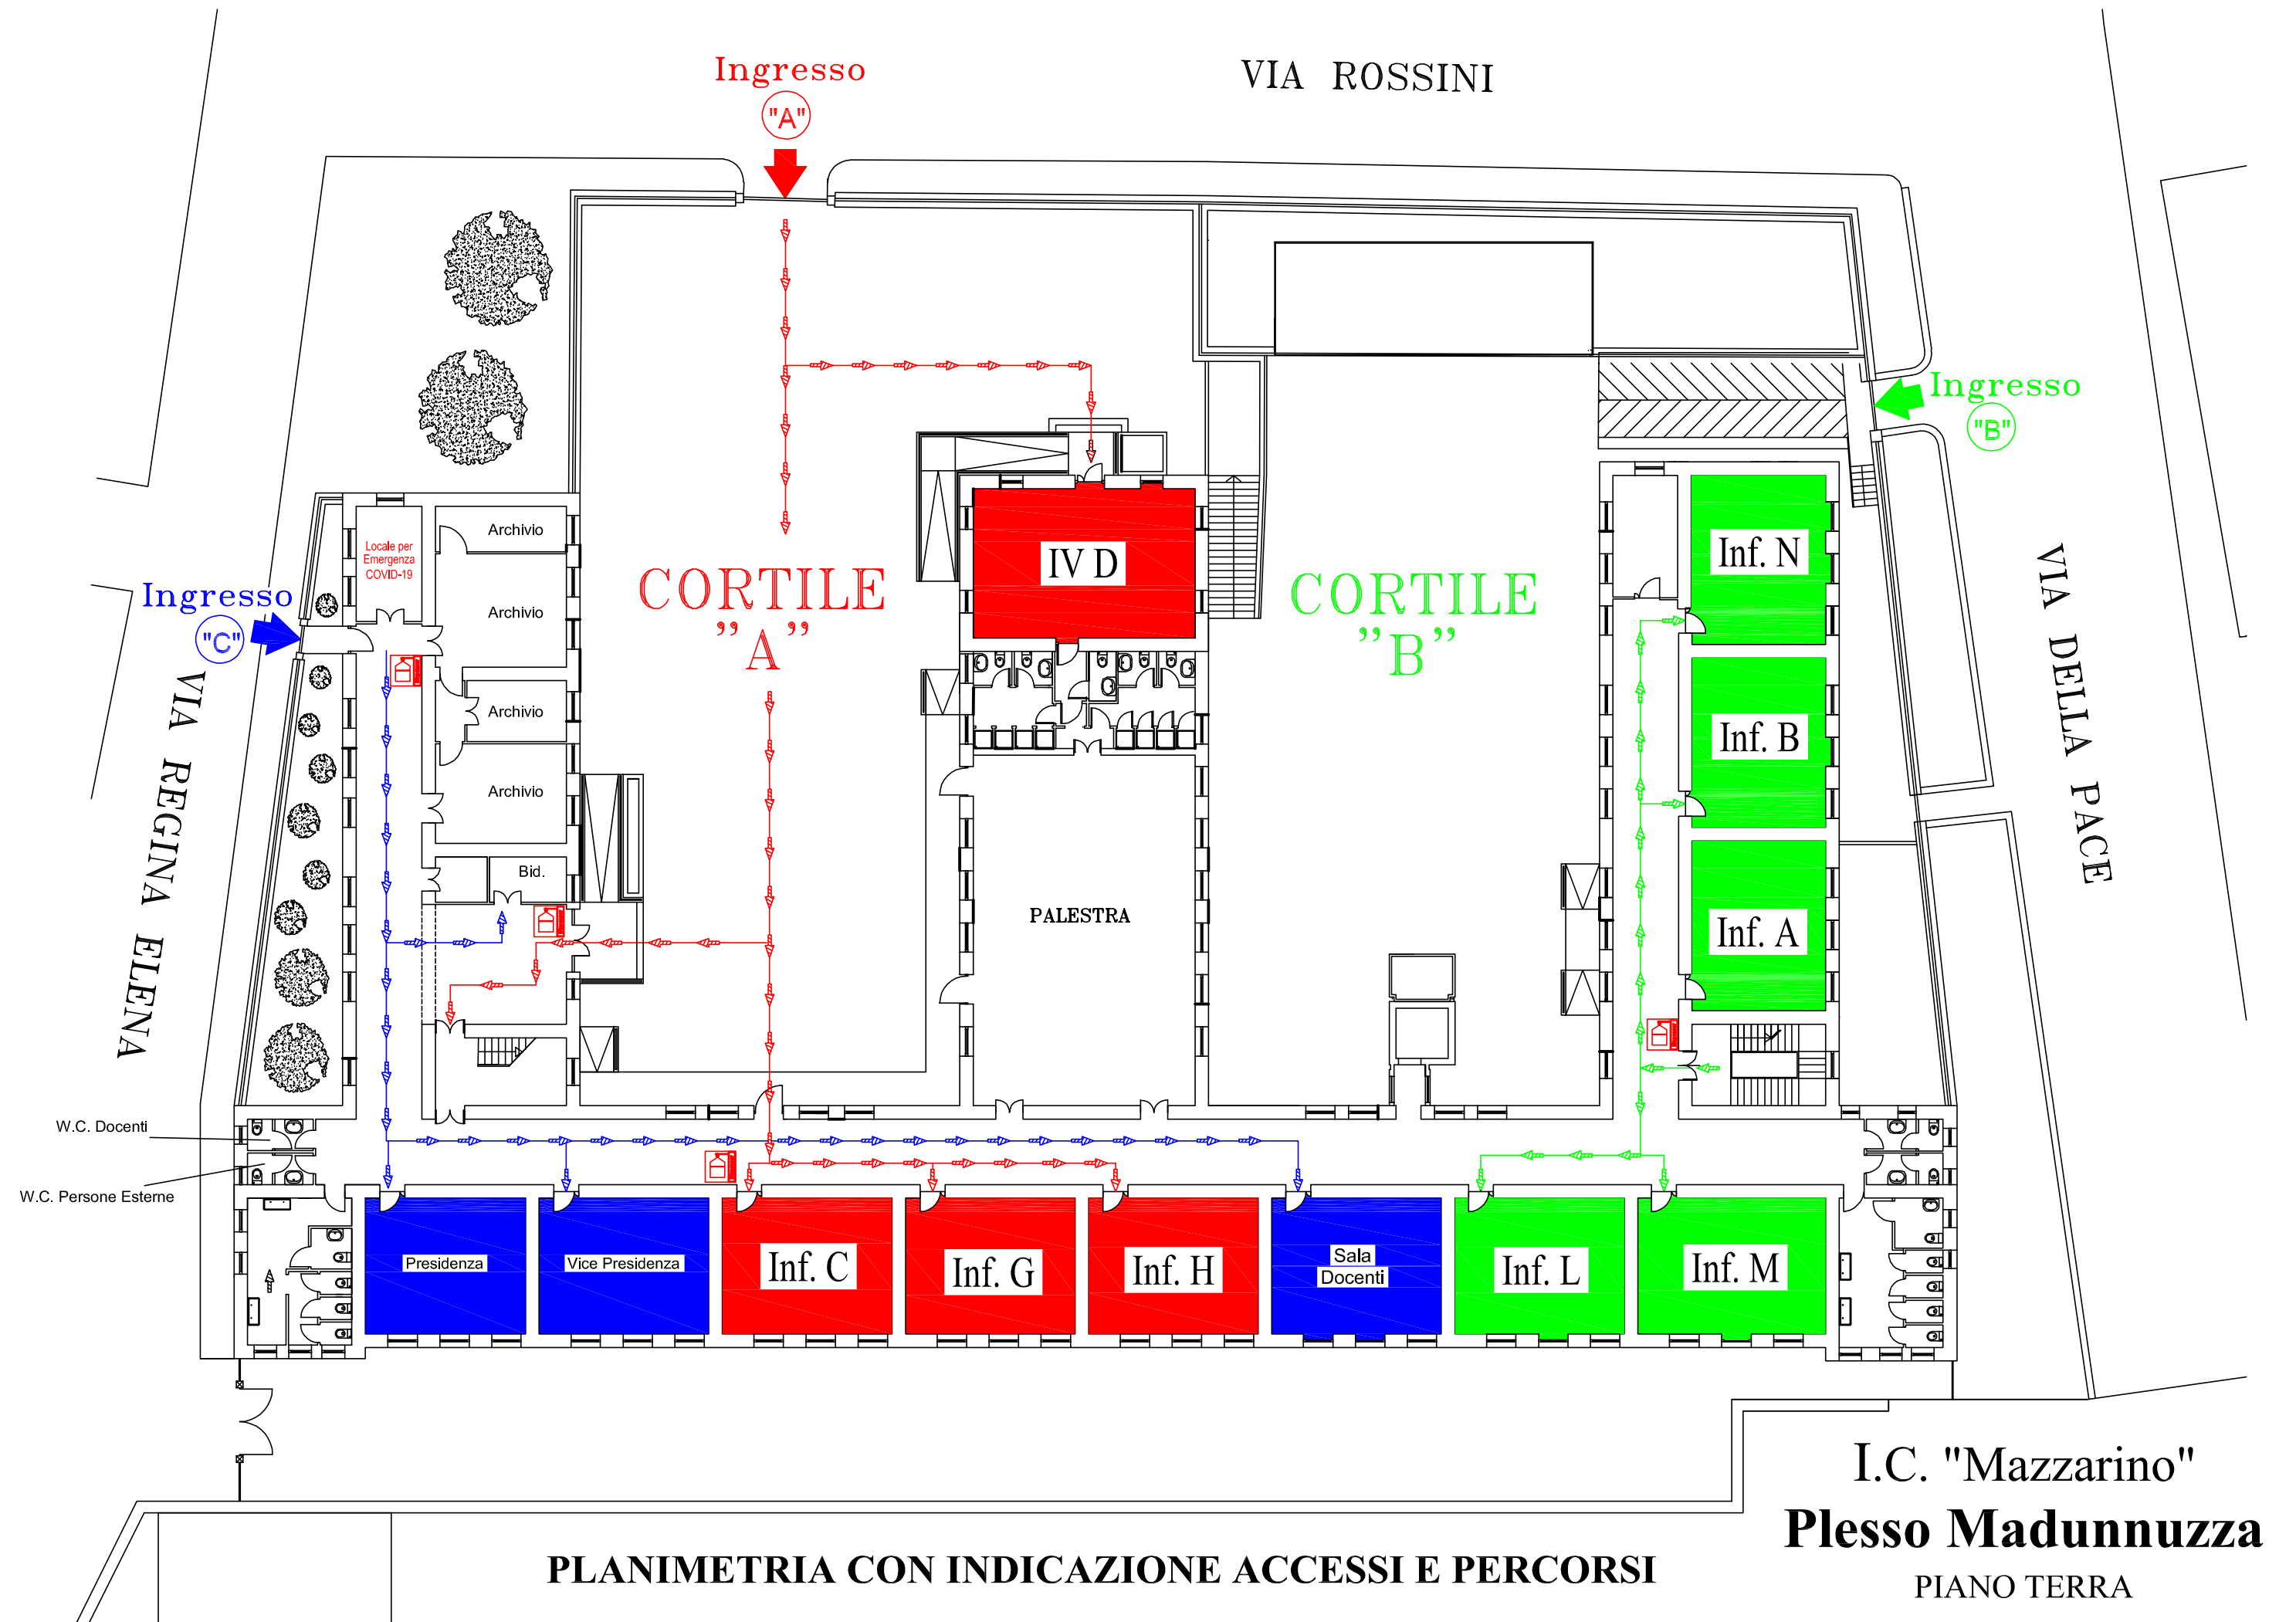 Ingresso
"A"
VIA ROSSINI
Ingresso
"B"
Archivio
Locale per
Emergenza
COVID-19
IV D
Inf. N
CORTILE
"A"
CORTILE
"B"
Ingresso
"C"
Archivio
Archivio
Archivio
Inf. B
VIA DELLA PACE
VIA REGINA ELENA
Bid.
PALESTRA
Inf. A
W.C. Docenti
W.C. Persone Esterne
Presidenza
Vice Presidenza
Inf. C
Inf. G
Inf. H
Sala
Docenti
Inf. L
Inf. M
I.C. "Mazzarino"
Plesso Madunnuzza
PIANO TERRA
PLANIMETRIA CON INDICAZIONE ACCESSI E PERCORSI